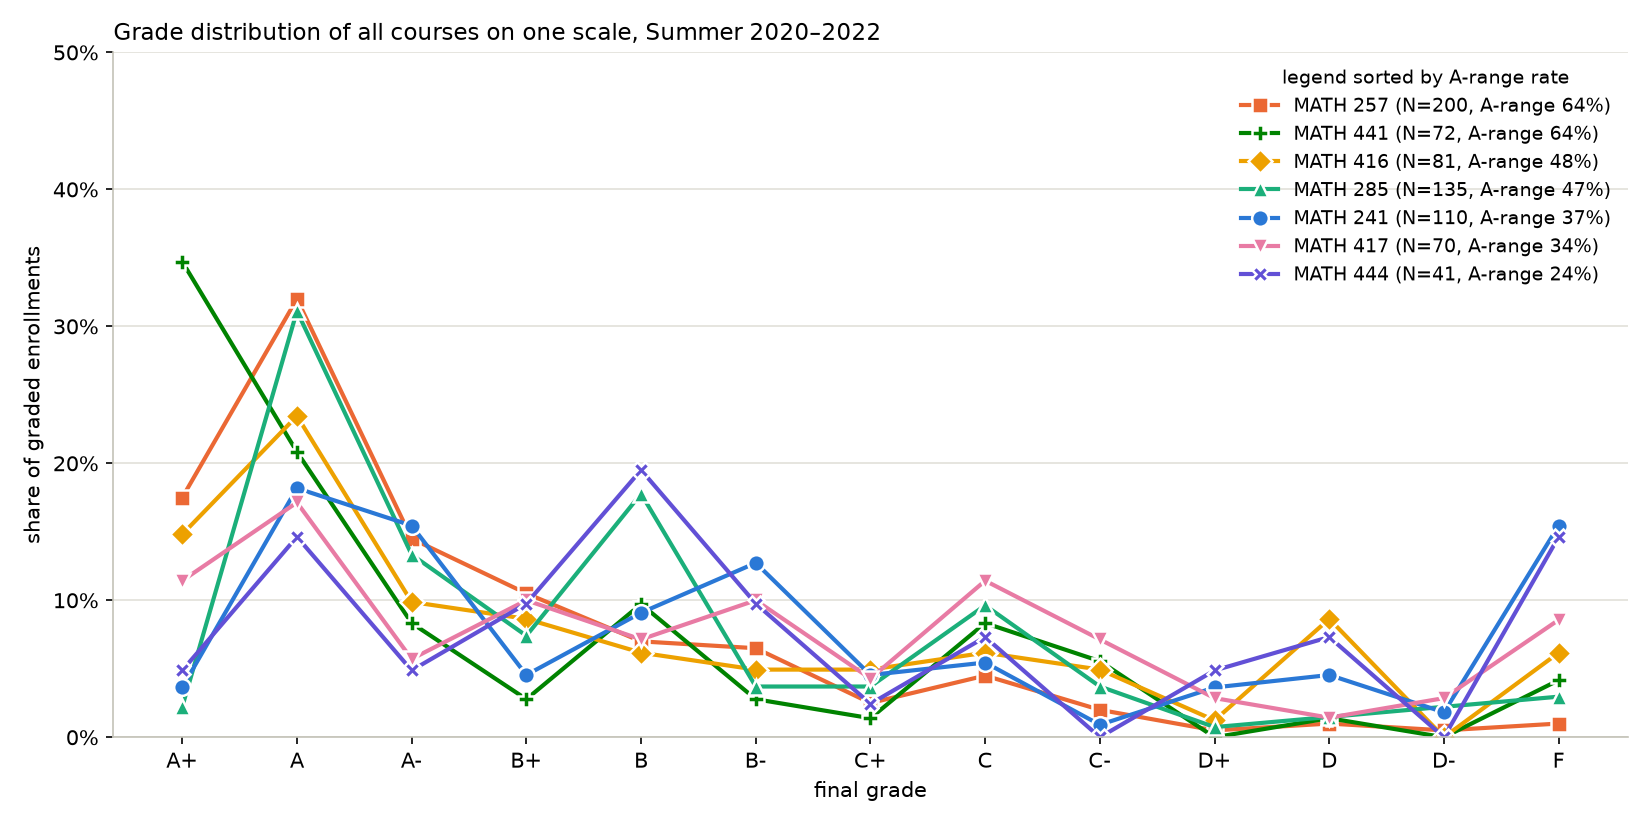 Grade distribution of all courses on one scale, Summer 2020–2022
legend sorted by A-range rate
MATH 257 (N=200, A-range 64%)
MATH 441 (N=72, A-range 64%)
MATH 416 (N=81, A-range 48%)
MATH 285 (N=135, A-range 47%)
MATH 241 (N=110, A-range 37%)
MATH 417 (N=70, A-range 34%)
MATH 444 (N=41, A-range 24%)
share of graded enrollments
50%
40%
30%
20%
10%
0%
A+ A A- B+ B B- C+ C C- D+ D D- F
final grade